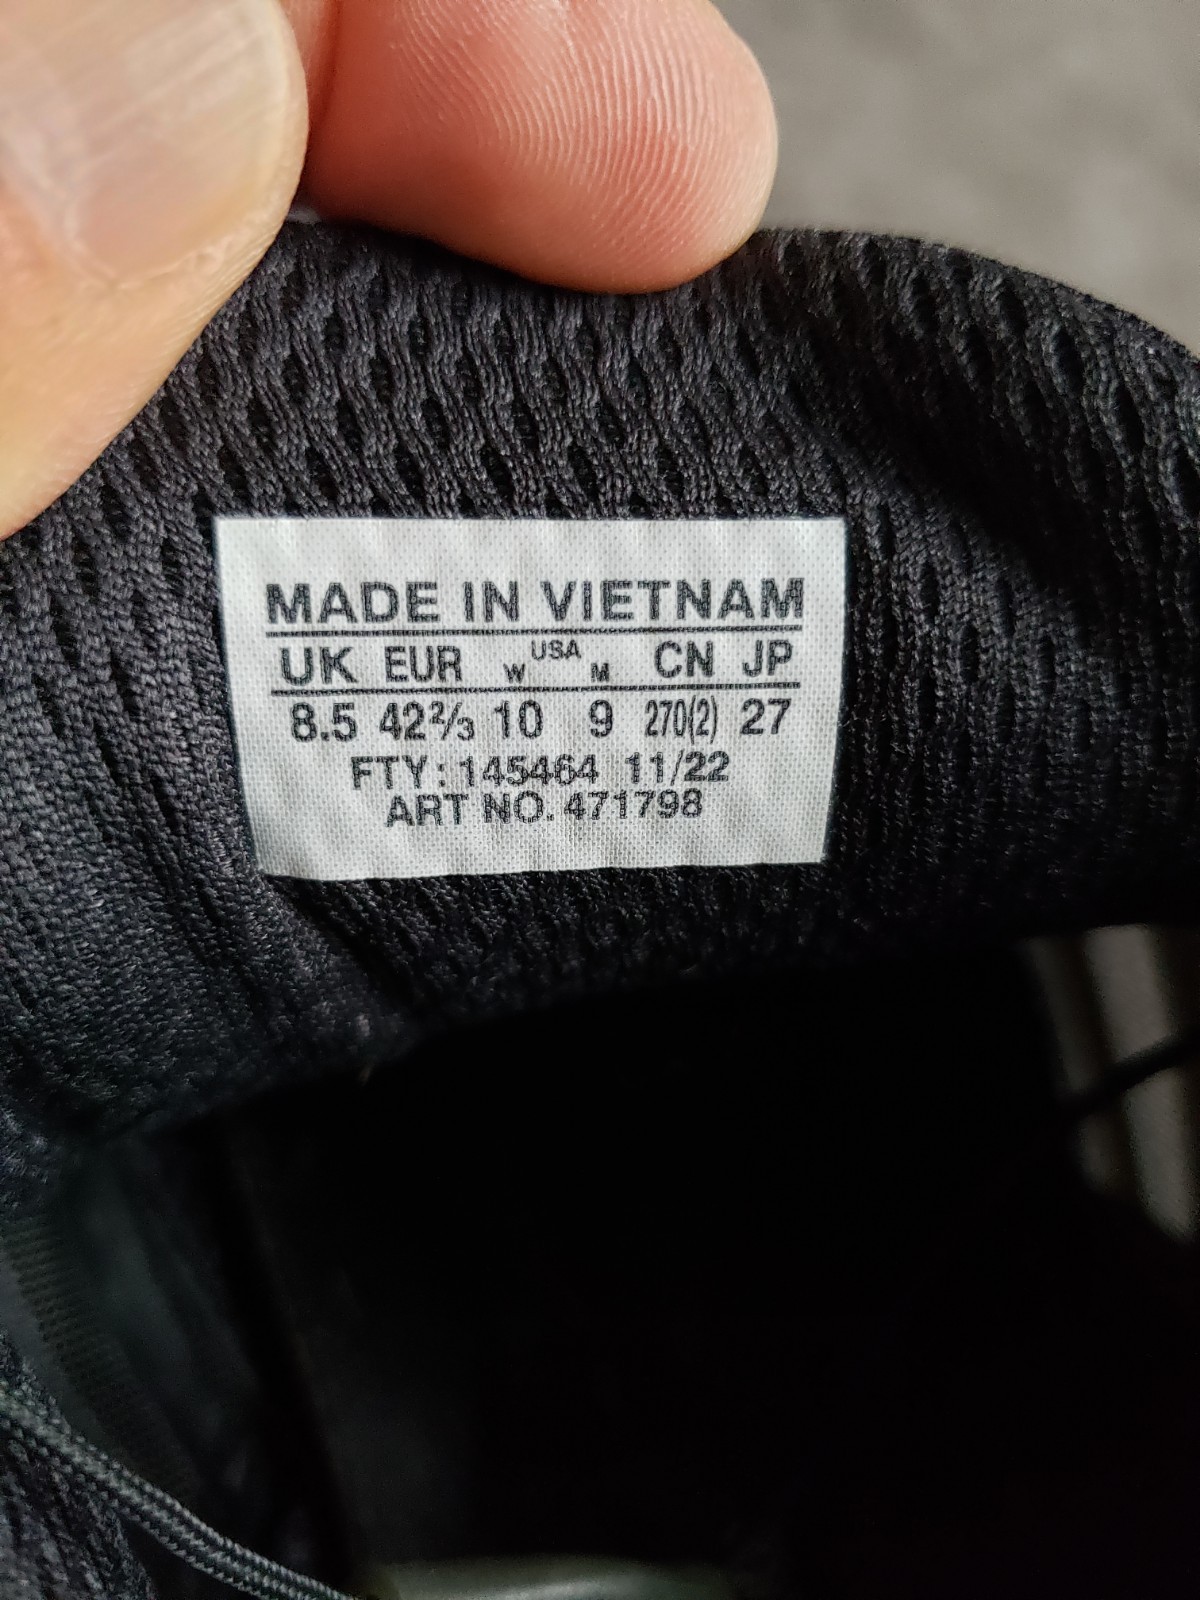 MADE IN VIETNAM
UK EUR W USA M CN JP
8.5 42⅔ 10 9 270(2) 27
FTY: 145464 11/22
ART NO. 471798